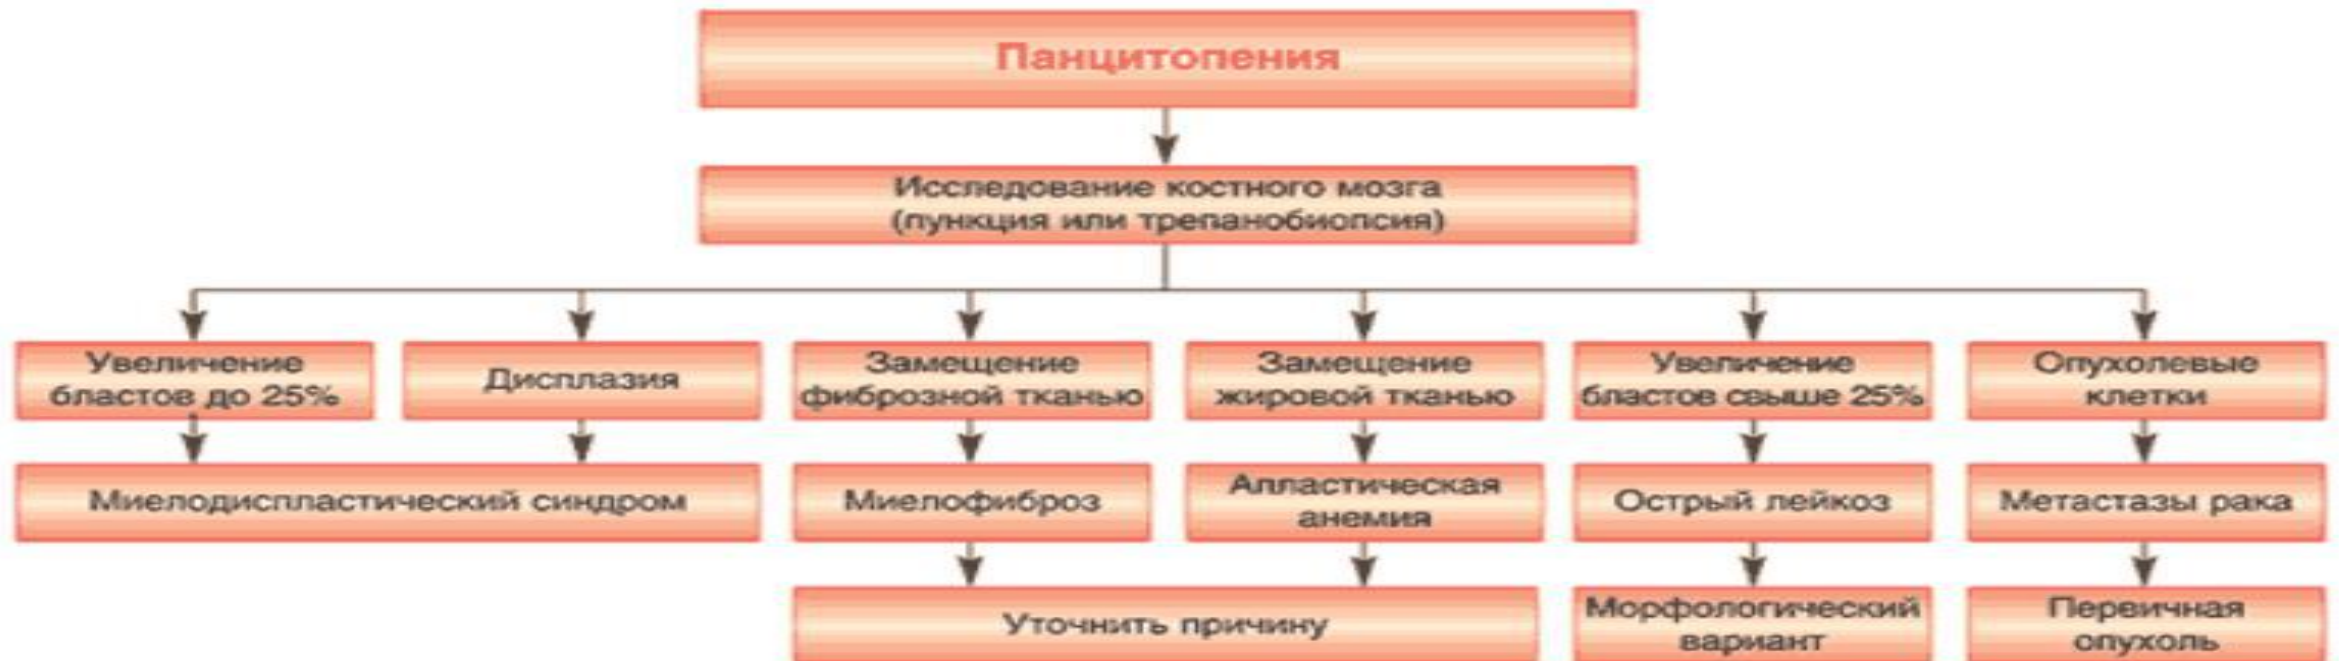 Панцитопения
Исследование костного мозга
(пункция или трепанобиопсия)
Увеличение
бластов до 25%
Дисплазия
Замещение
фиброзной тканью
Замещение
жировой тканью
Увеличение
бластов свыше 25%
Опухолевые
клетки
Миелодиспластический синдром
Миелофиброз
Апластическая
анемия
Острый лейкоз
Метастазы рака
Уточнить причину
Морфологический
вариант
Первичная
опухоль